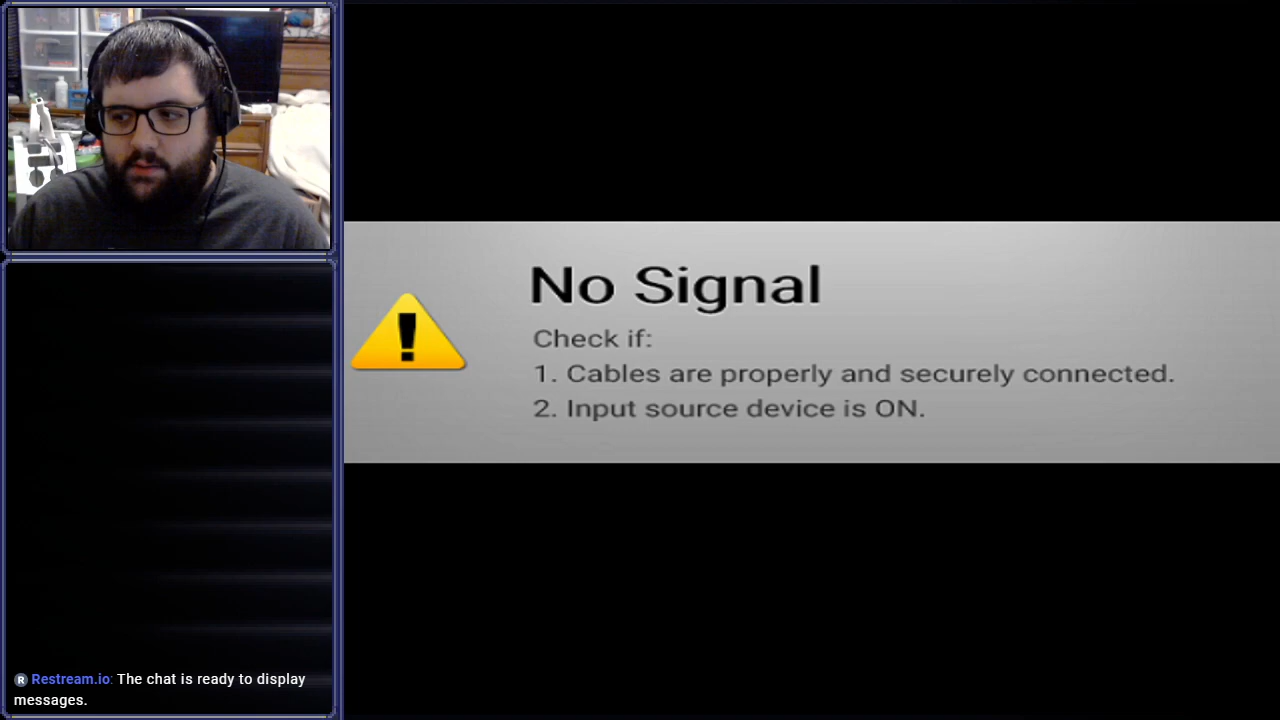 No Signal
Check if:
1. Cables are properly and securely connected.
2. Input source device is ON.
R Restream.io: The chat is ready to display
messages.